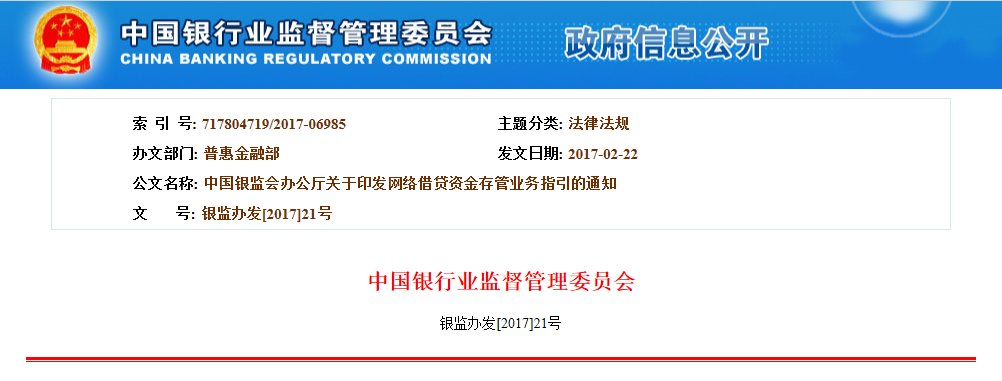 中国银行业监督管理委员会
CHINA BANKING REGULATORY COMMISSION
政府信息公开
索 引 号: 717804719/2017-06985 主题分类: 法律法规
办文部门: 普惠金融部 发文日期: 2017-02-22
公文名称: 中国银监会办公厅关于印发网络借贷资金存管业务指引的通知
文 号: 银监办发[2017]21号
中国银行业监督管理委员会
银监办发[2017]21号